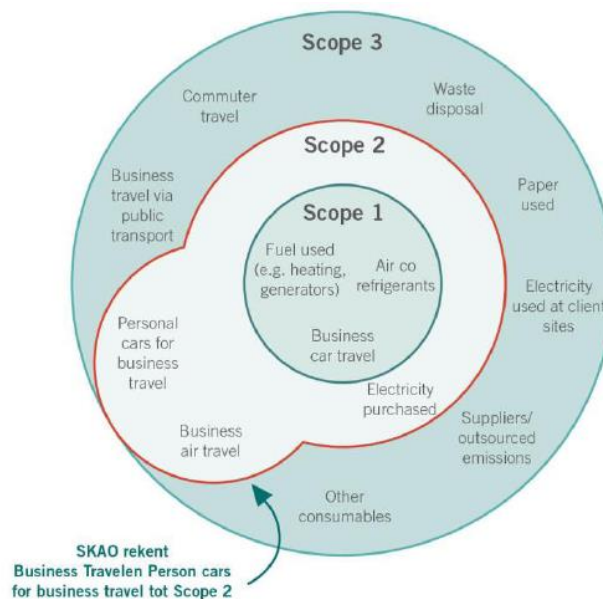 Scope 3
Commuter
travel
Waste
disposal
Scope 2
Business
travel via
public
transport
Paper
used
Scope 1
Fuel used
(e.g. heating,
generators)
Air co
refrigerants
Electricity
used at client
sites
Personal
cars for
business
travel
Business
car travel
Electricity
purchased
Business
air travel
Suppliers/
outsourced
emissions
Other
consumables
SKAO rekent
Business Travelen Person cars
for business travel tot Scope 2